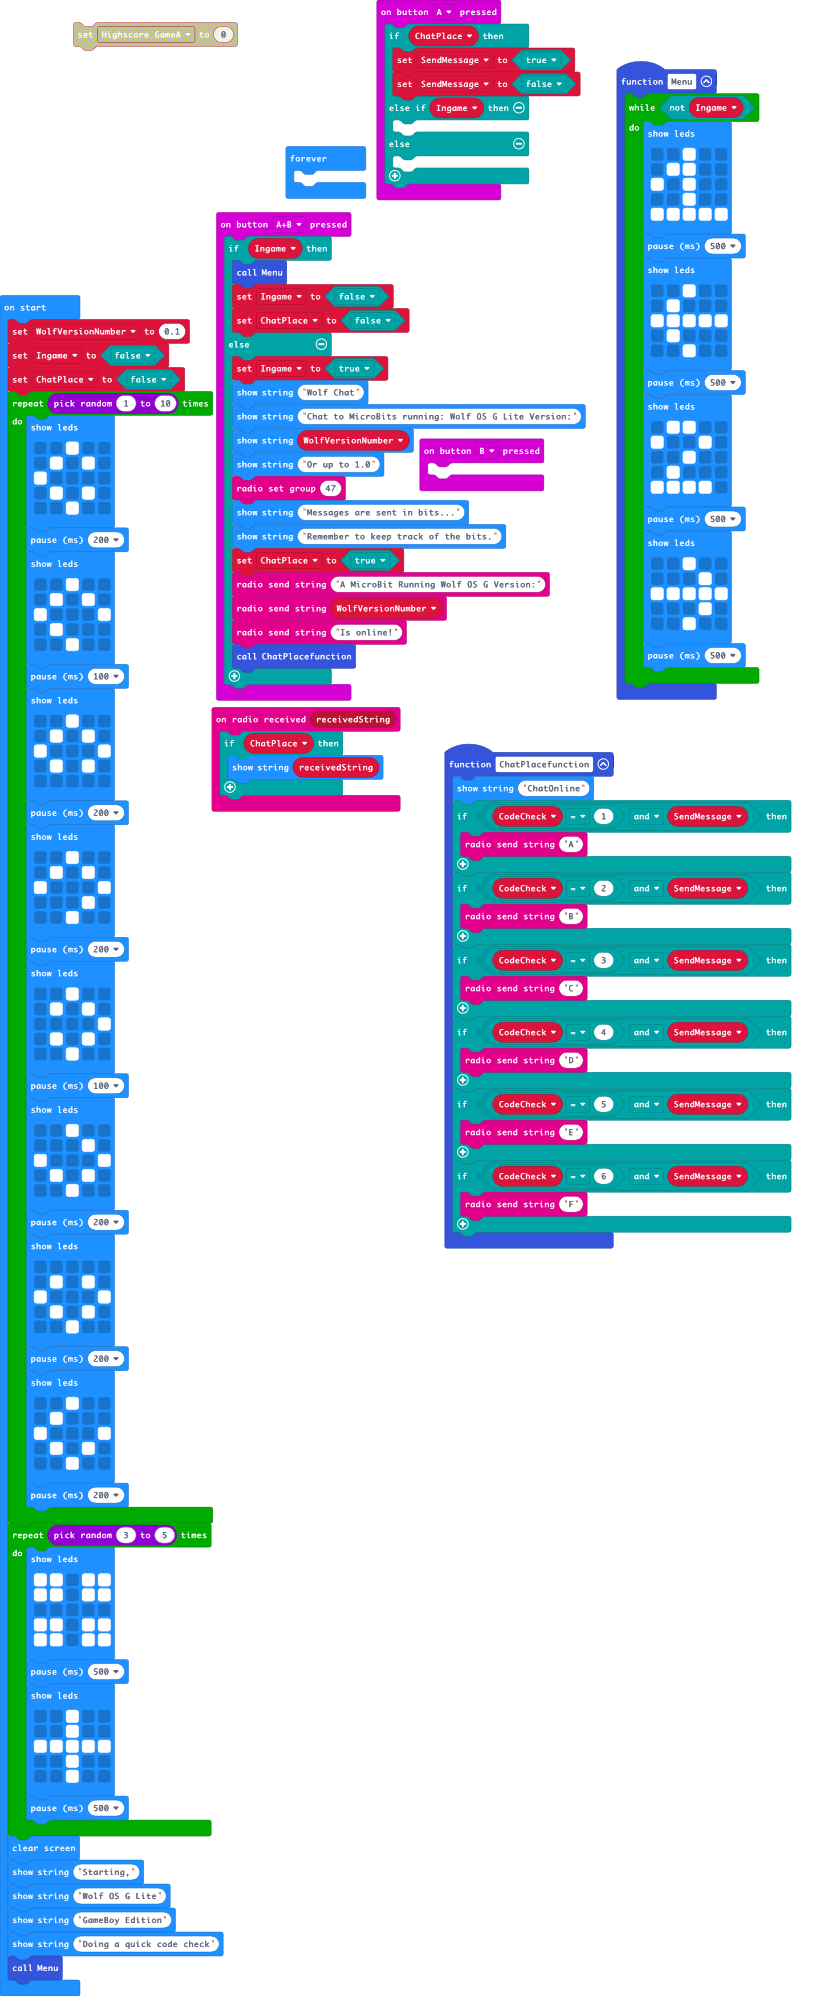 set Highscore GameA to 0
on button A pressed
if ChatPlace then
set SendMessage to true
set SendMessage to false
else if Ingame then
else
forever
function Menu
while not Ingame
do
show leds
pause (ms) 500
show leds
pause (ms) 500
show leds
pause (ms) 500
show leds
pause (ms) 500
on button A+B pressed
if Ingame then
call Menu
set Ingame to false
set ChatPlace to false
else
set Ingame to true
show string "Wolf Chat"
show string "Chat to MicroBits running: Wolf OS G Lite Version:"
show string WolfVersionNumber
show string "Or up to 1.0"
radio set group 47
show string "Messages are sent in bits..."
show string "Remember to keep track of the bits."
set ChatPlace to true
radio send string "A MicroBit Running Wolf OS G Version:"
radio send string WolfVersionNumber
radio send string "Is online!"
call ChatPlacefunction
on button B pressed
on start
set WolfVersionNumber to 0.1
set Ingame to false
set ChatPlace to false
repeat pick random 1 to 10 times
do
show leds
pause (ms) 200
show leds
pause (ms) 100
show leds
pause (ms) 200
show leds
pause (ms) 200
show leds
pause (ms) 100
show leds
pause (ms) 200
show leds
pause (ms) 200
show leds
pause (ms) 200
repeat pick random 3 to 5 times
do
show leds
pause (ms) 500
show leds
pause (ms) 500
clear screen
show string "Starting,"
show string "Wolf OS G Lite"
show string "GameBoy Edition"
show string "Doing a quick code check"
call Menu
on radio received receivedString
if ChatPlace then
show string receivedString
function ChatPlacefunction
show string "ChatOnline"
if CodeCheck = 1 and SendMessage then
radio send string "A"
if CodeCheck = 2 and SendMessage then
radio send string "B"
if CodeCheck = 3 and SendMessage then
radio send string "C"
if CodeCheck = 4 and SendMessage then
radio send string "D"
if CodeCheck = 5 and SendMessage then
radio send string "E"
if CodeCheck = 6 and SendMessage then
radio send string "F"